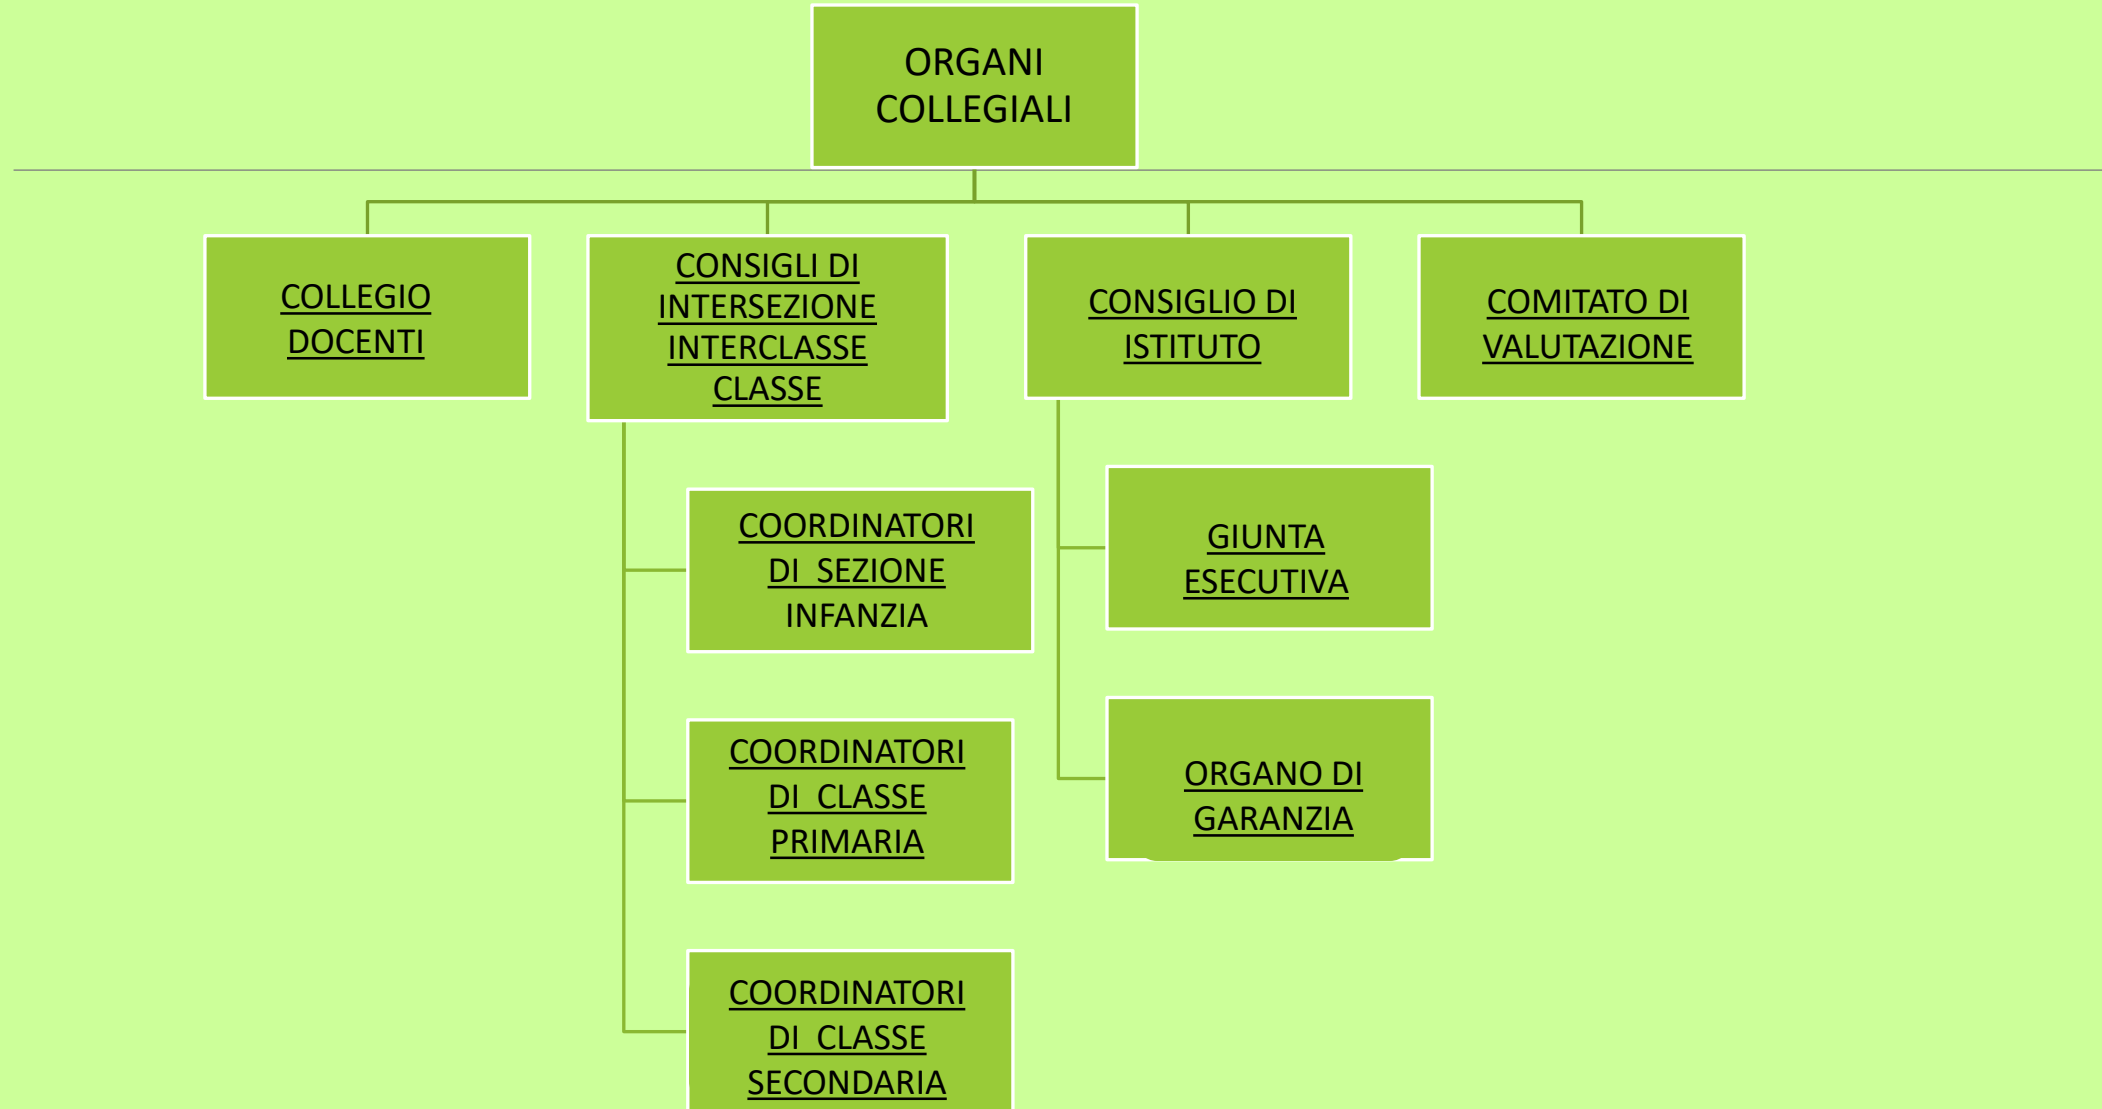 ORGANI
COLLEGIALI
COLLEGIO
DOCENTI
CONSIGLI DI
INTERSEZIONE
INTERCLASSE
CLASSE
CONSIGLIO DI
ISTITUTO
COMITATO DI
VALUTAZIONE
COORDINATORI
DI  SEZIONE
INFANZIA
COORDINATORI
DI  CLASSE
PRIMARIA
COORDINATORI
DI  CLASSE
SECONDARIA
GIUNTA
ESECUTIVA
ORGANO DI
GARANZIA